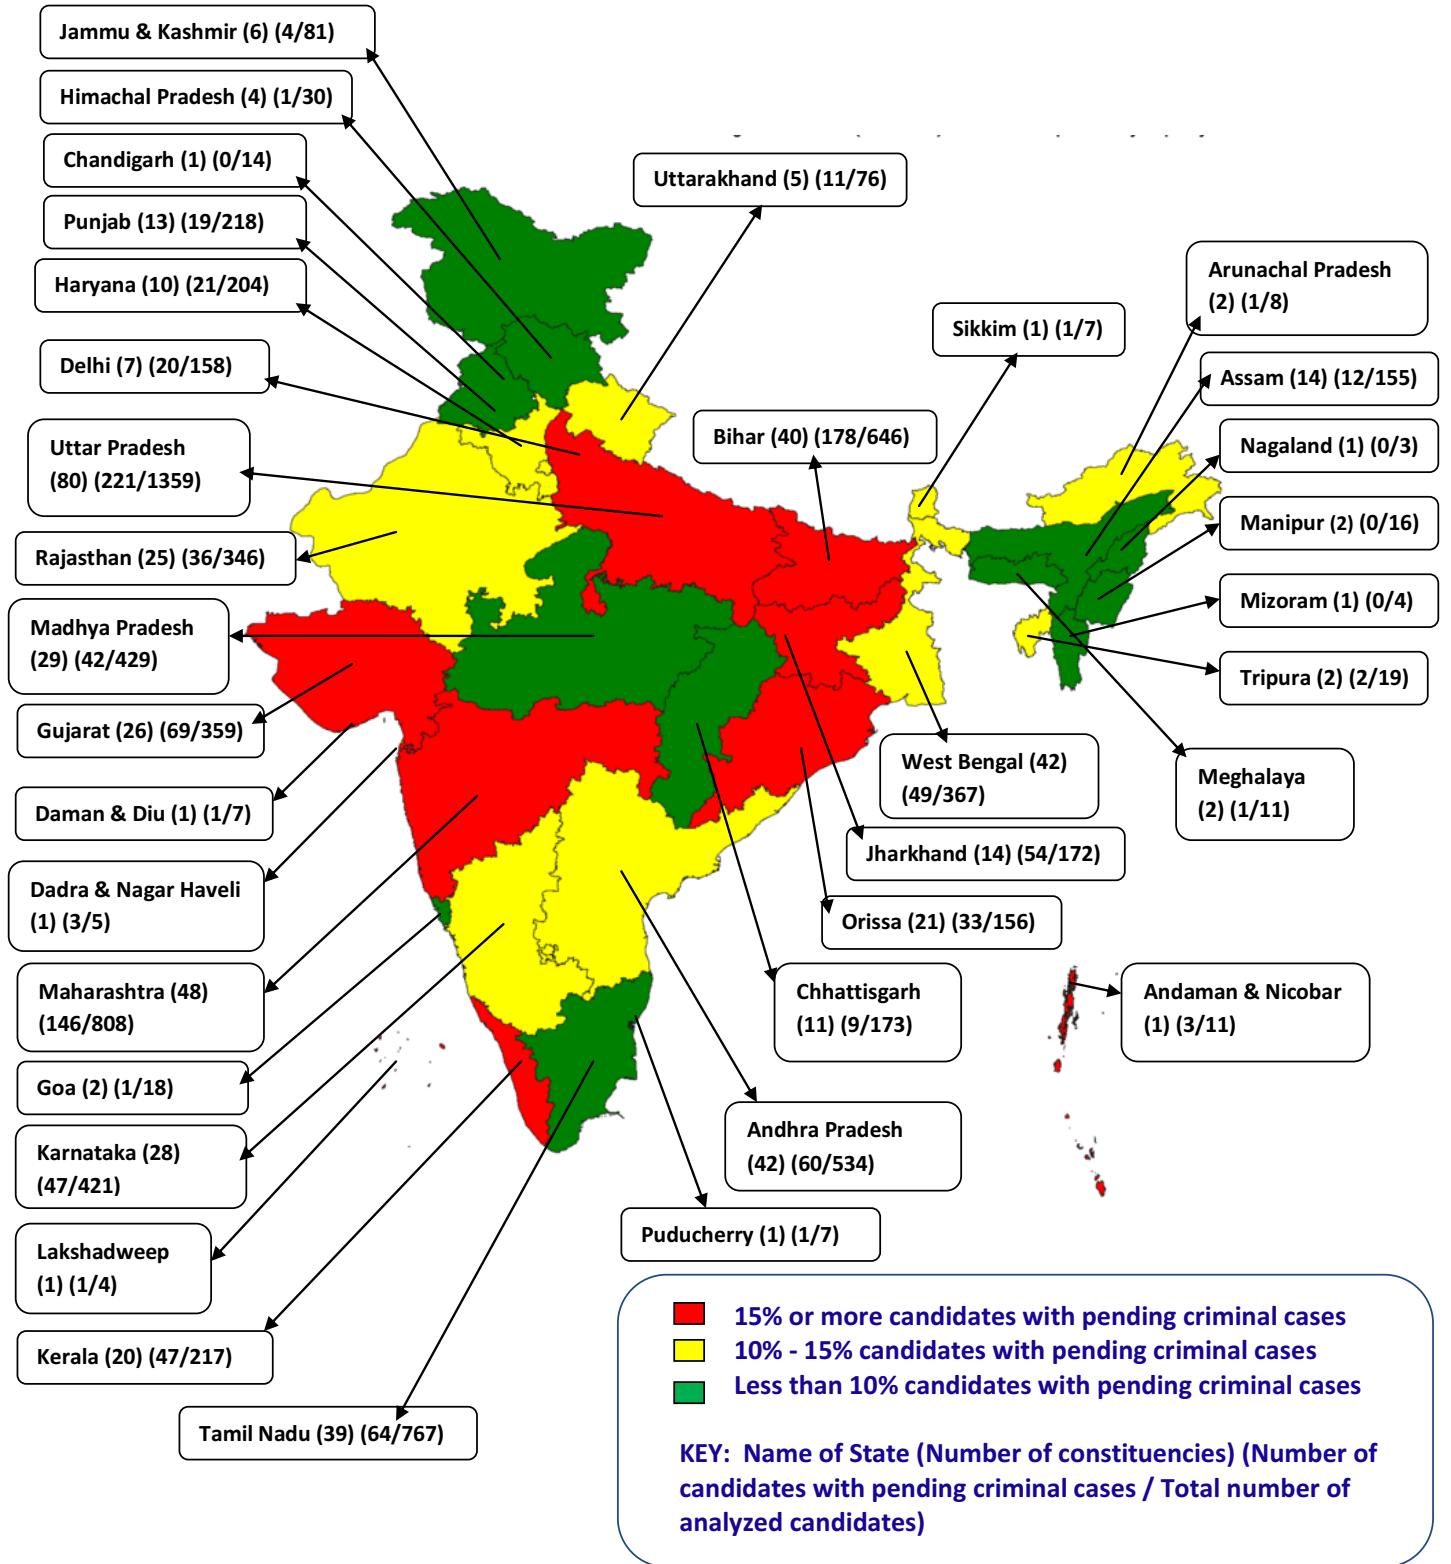 Jammu & Kashmir (6) (4/81)
Himachal Pradesh (4) (1/30)
Chandigarh (1) (0/14)
Uttarakhand (5) (11/76)
Punjab (13) (19/218)
Haryana (10) (21/204)
Arunachal Pradesh
(2) (1/8)
Sikkim (1) (1/7)
Delhi (7) (20/158)
Assam (14) (12/155)
Uttar Pradesh
(80) (221/1359)
Bihar (40) (178/646)
Nagaland (1) (0/3)
Manipur (2) (0/16)
Rajasthan (25) (36/346)
Mizoram (1) (0/4)
Madhya Pradesh
(29) (42/429)
Tripura (2) (2/19)
Gujarat (26) (69/359)
West Bengal (42)
(49/367)
Meghalaya
(2) (1/11)
Daman & Diu (1) (1/7)
Jharkhand (14) (54/172)
Dadra & Nagar Haveli
(1) (3/5)
Orissa (21) (33/156)
Maharashtra (48)
(146/808)
Chhattisgarh
(11) (9/173)
Andaman & Nicobar
(1) (3/11)
Goa (2) (1/18)
Karnataka (28)
(47/421)
Andhra Pradesh
(42) (60/534)
Puducherry (1) (1/7)
Lakshadweep
(1) (1/4)
Kerala (20) (47/217)
Tamil Nadu (39) (64/767)
15% or more candidates with pending criminal cases
10% - 15% candidates with pending criminal cases
Less than 10% candidates with pending criminal cases
KEY: Name of State (Number of constituencies) (Number of
candidates with pending criminal cases / Total number of
analyzed candidates)